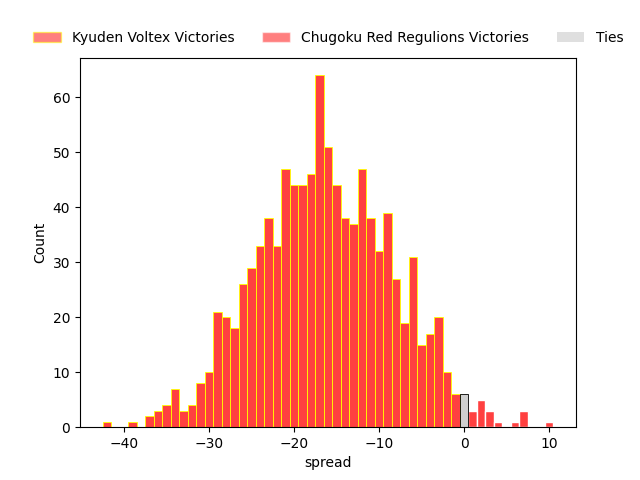 Kyuden Voltex Victories Chugoku Red Regulions Victories Ties
60
50
40
30
20
10
0
Count
−40 −30 −20 −10 0 10
spread